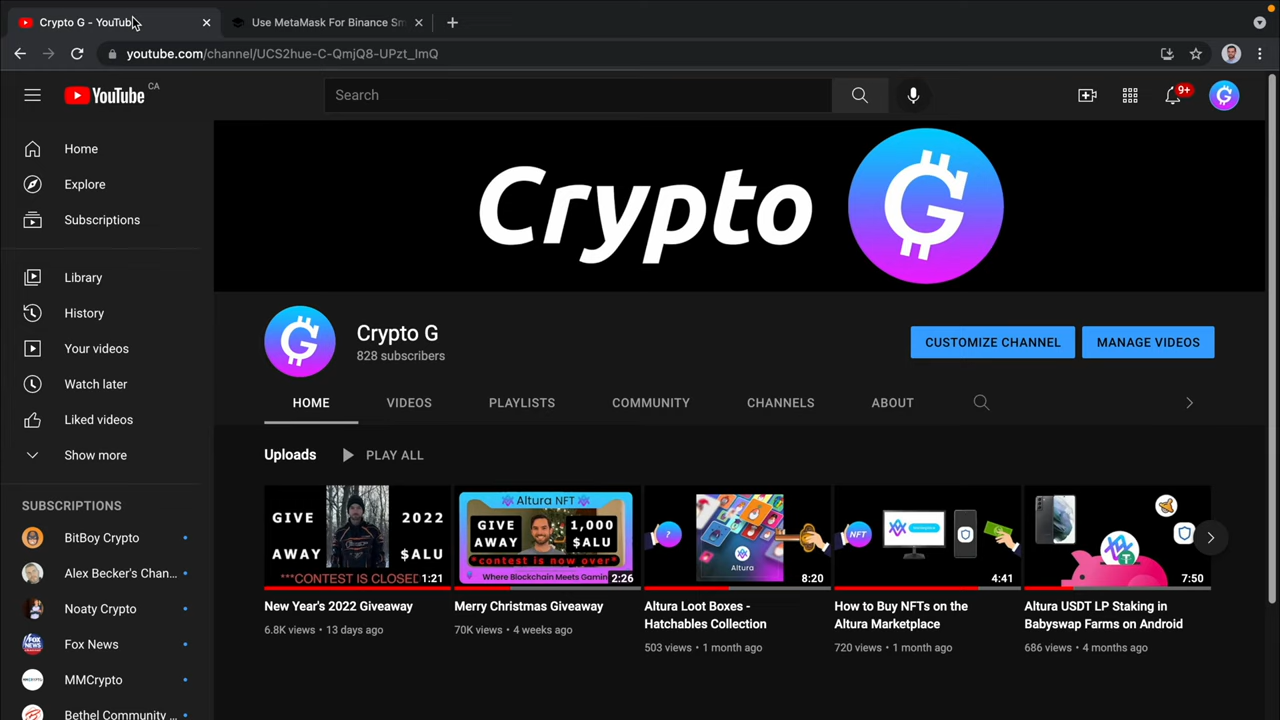 Crypto G - YouTube
Use MetaMask For Binance Sm
youtube.com/channel/UCS2hue-C-QmjQ8-UPzt_ImQ
YouTube CA
Search
9+
Home
Explore
Subscriptions
Library
History
Your videos
Watch later
Liked videos
Show more
SUBSCRIPTIONS
BitBoy Crypto
Alex Becker's Chan...
Noaty Crypto
Fox News
MMCrypto
Bethel Community ...
Crypto G
Crypto G
828 subscribers
CUSTOMIZE CHANNEL
MANAGE VIDEOS
HOME
VIDEOS
PLAYLISTS
COMMUNITY
CHANNELS
ABOUT
Uploads
PLAY ALL
GIVE 2022
AWAY $ALU
***CONTEST IS CLOSED
1:21
New Year's 2022 Giveaway
6.8K views • 13 days ago
Altura NFT
GIVE 1,000
AWAY $ALU
*contest is now over*
Where Blockchain Meets Gamin
2:26
Merry Christmas Giveaway
70K views • 4 weeks ago
?
Altura
8:20
Altura Loot Boxes -
Hatchables Collection
503 views • 1 month ago
NFT
4:41
How to Buy NFTs on the
Altura Marketplace
720 views • 1 month ago
7:50
Altura USDT LP Staking in
Babyswap Farms on Android
686 views • 4 months ago